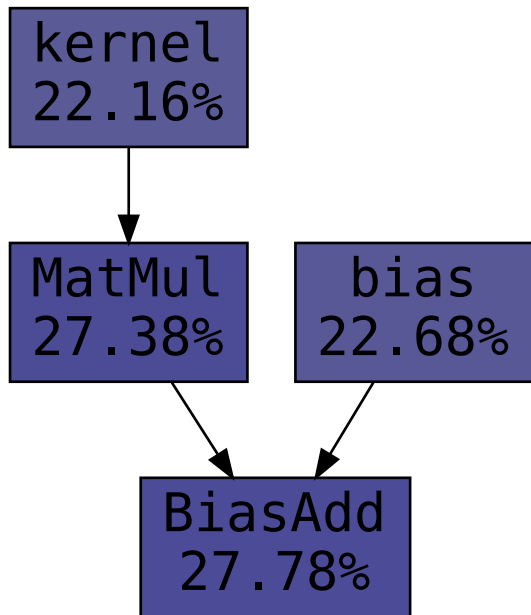 kernel
22.16%
MatMul
27.38%
bias
22.68%
BiasAdd
27.78%